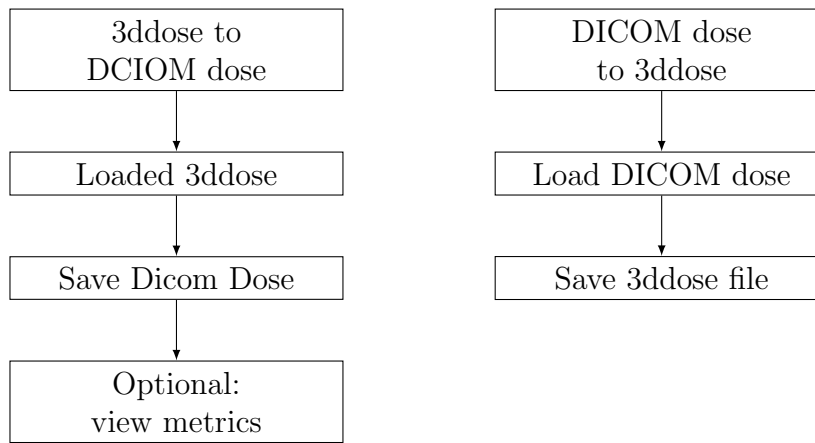 3ddose to
DCIOM dose
Loaded 3ddose
Save Dicom Dose
Optional:
view metrics
DICOM dose
to 3ddose
Load DICOM dose
Save 3ddose file